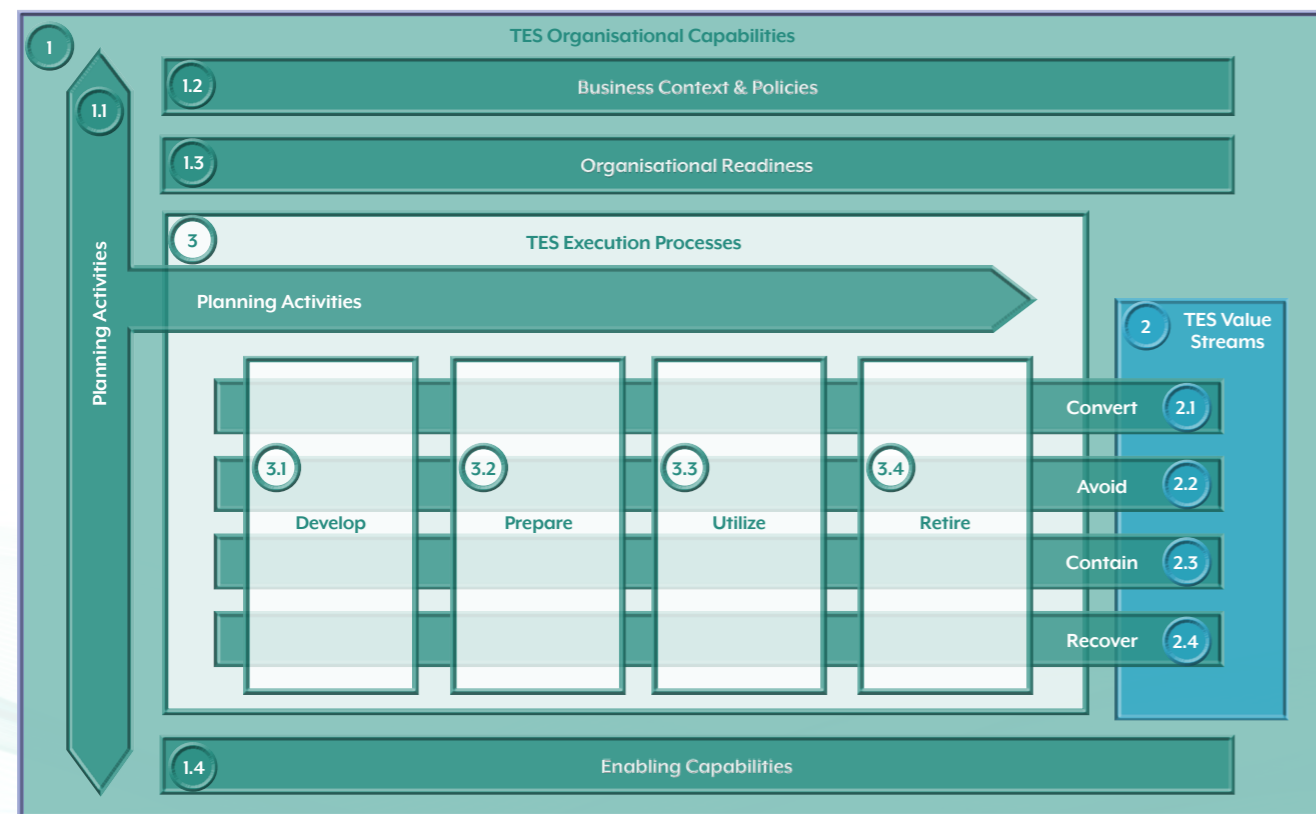 1
TES Organisational Capabilities
1.1
1.2
Business Context & Policies
1.3
Organisational Readiness
Planning Activities
3
TES Execution Processes
Planning Activities
2
TES Value
Streams
3.1
Develop
3.2
Prepare
3.3
Utilize
3.4
Retire
Convert
2.1
Avoid
2.2
Contain
2.3
Recover
2.4
1.4
Enabling Capabilities